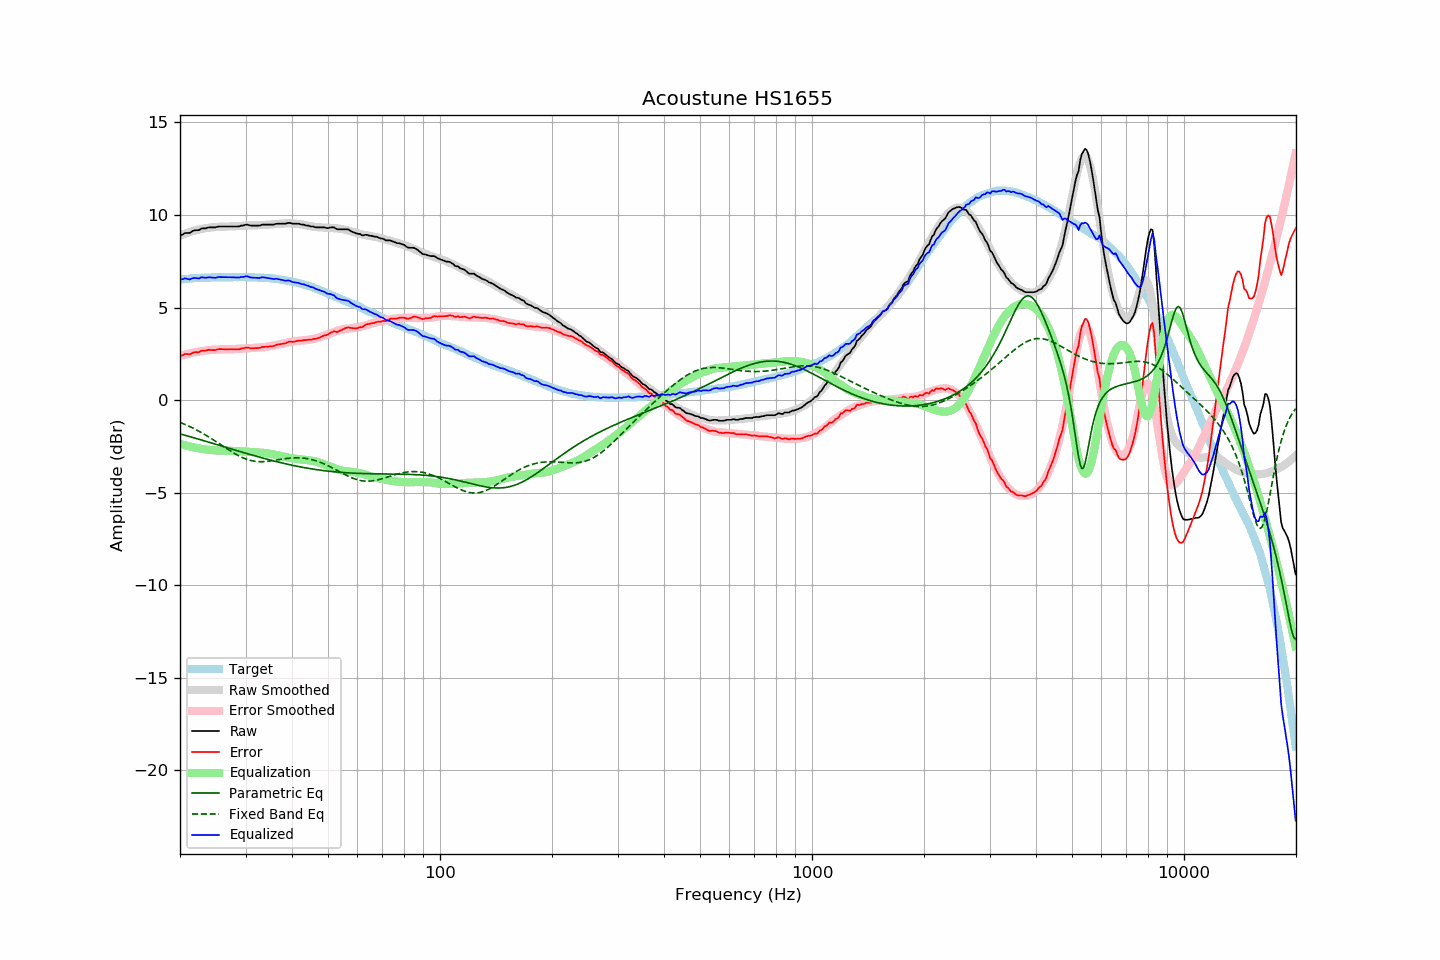 Acoustune HS1655
15
10
5
0
−5
−10
−15
−20
Amplitude (dBr)
Target
Raw Smoothed
Error Smoothed
Raw
Error
Equalization
Parametric Eq
Fixed Band Eq
Equalized
100
1000
10000
Frequency (Hz)